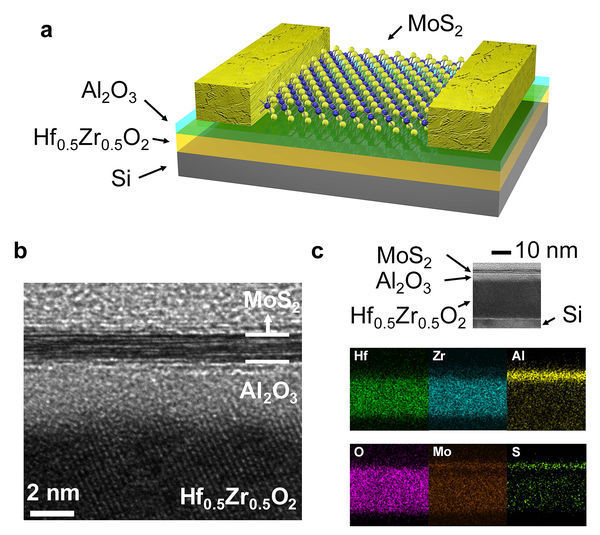 a
MoS₂
Al₂O₃
Hf₀.₅Zr₀.₅O₂
Si
b
MoS₂
Al₂O₃
2 nm
Hf₀.₅Zr₀.₅O₂
c
10 nm
MoS₂
Al₂O₃
Hf₀.₅Zr₀.₅O₂
Si
Hf Zr Al
O Mo S